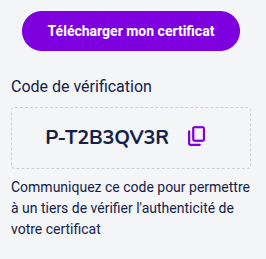 Télécharger mon certificat
Code de vérification
P-T2B3QV3R
Communiquez ce code pour permettre
à un tiers de vérifier l'authenticité de
votre certificat